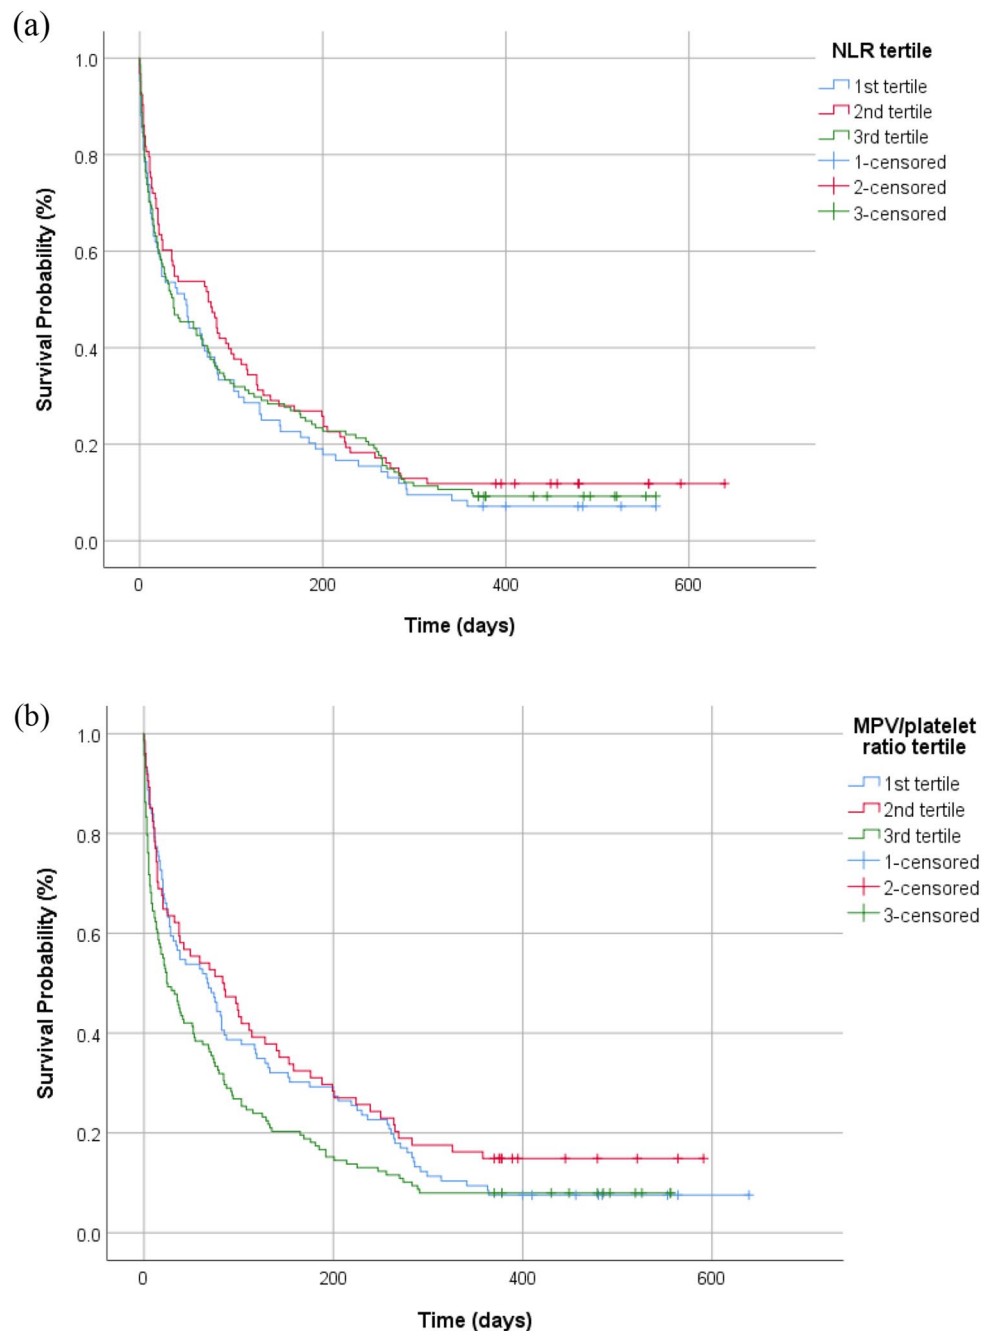 (a)
NLR tertile
1st tertile
2nd tertile
3rd tertile
1-censored
2-censored
3-censored
Survival Probability (%)
1.0
0.8
0.6
0.4
0.2
0.0
0 200 400 600
Time (days)
(b)
MPV/platelet
ratio tertile
1st tertile
2nd tertile
3rd tertile
1-censored
2-censored
3-censored
Survival Probability (%)
1.0
0.8
0.6
0.4
0.2
0.0
0 200 400 600
Time (days)